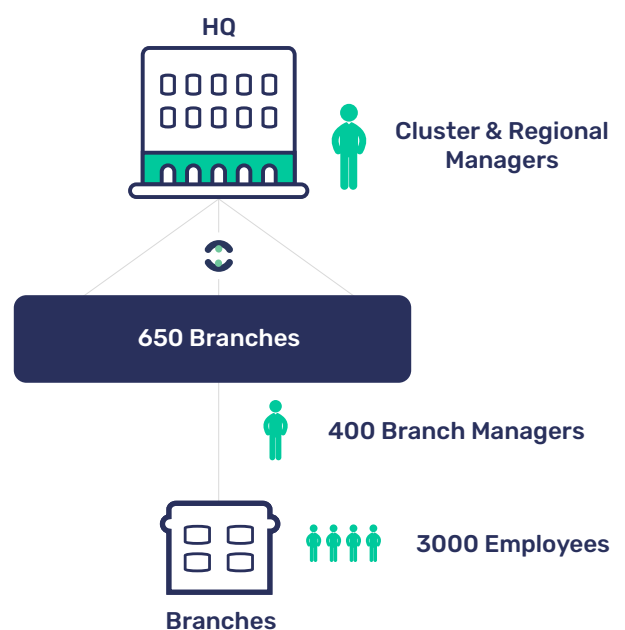 HQ
Cluster & Regional
Managers
650 Branches
400 Branch Managers
3000 Employees
Branches